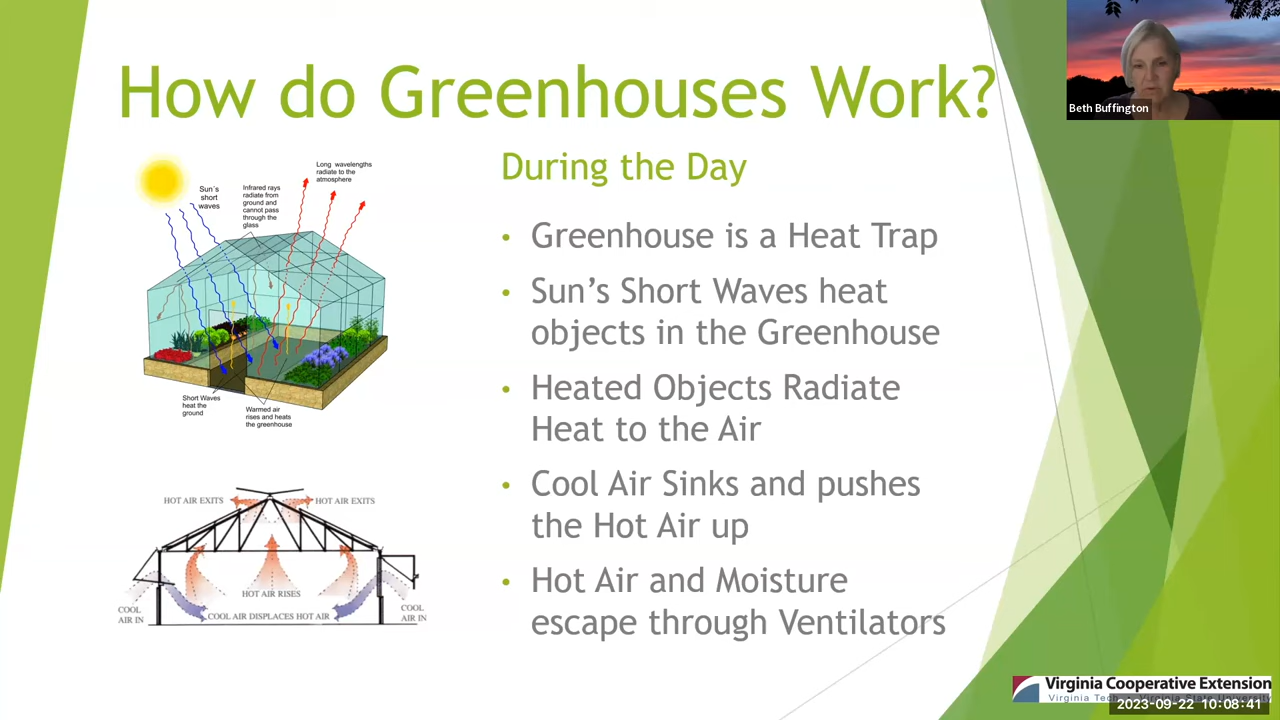 How do Greenhouses Work?
Beth Buffington
During the Day
Long wavelengths
radiate to the
atmosphere
Sun´s
short
waves
Infrared rays
radiate from
ground and
cannot pass
through the
glass
Short Waves
heat the
ground
Warmed air
rises and heats
the greenhouse
• Greenhouse is a Heat Trap
• Sun's Short Waves heat
objects in the Greenhouse
• Heated Objects Radiate
Heat to the Air
• Cool Air Sinks and pushes
the Hot Air up
• Hot Air and Moisture
escape through Ventilators
HOT AIR EXITS
HOT AIR EXITS
HOT AIR RISES
COOL
AIR IN
COOL AIR DISPLACES HOT AIR
COOL
AIR IN
Virginia Cooperative Extension
Virginia Tech • Virginia State University
2023-09-22 10:08:41